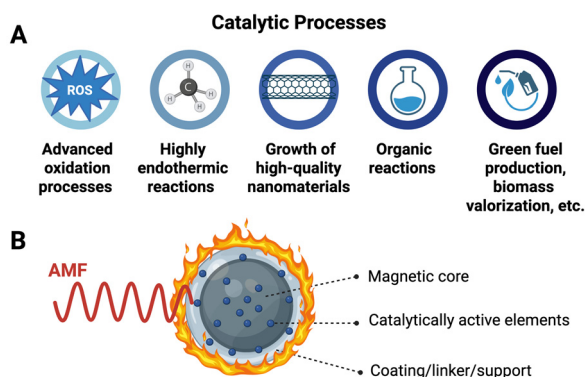 Catalytic Processes
A
ROS
H
C
H
H
H
Advanced
oxidation
processes
Highly
endothermic
reactions
Growth of
high-quality
nanomaterials
Organic
reactions
Green fuel
production,
biomass
valorization, etc.
B
AMF
Magnetic core
Catalytically active elements
Coating/linker/support